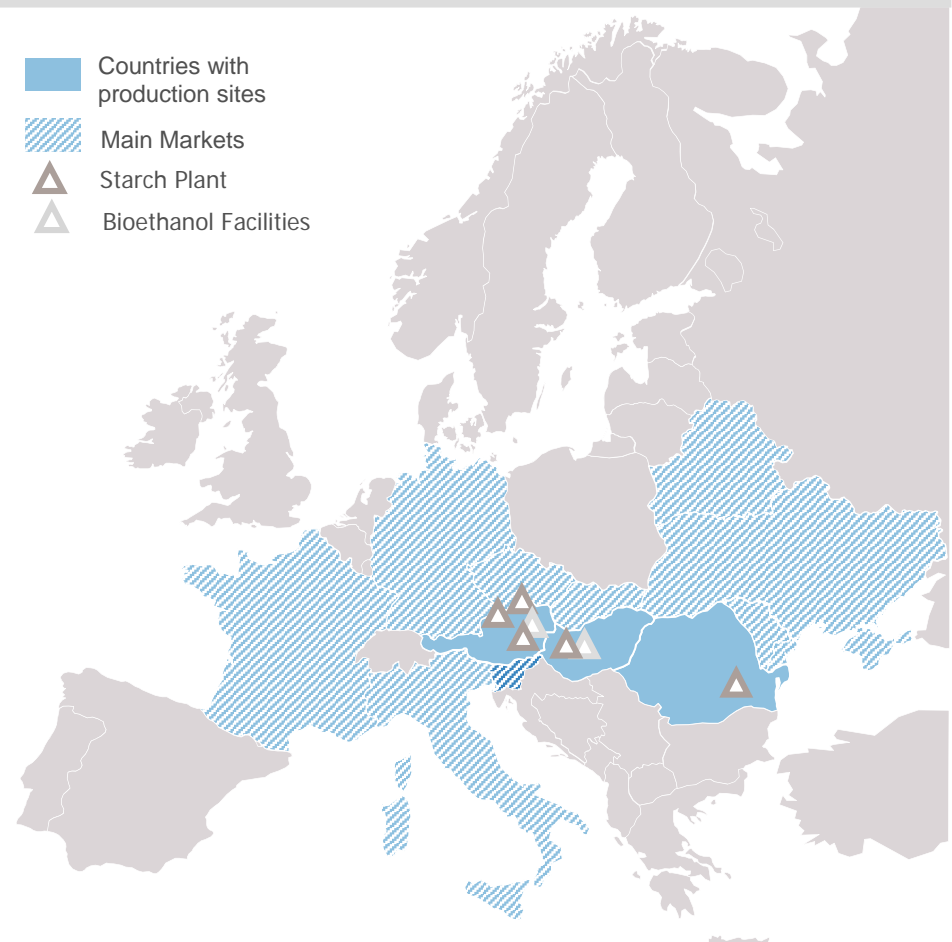 Countries with
production sites
Main Markets
Starch Plant
Bioethanol Facilities